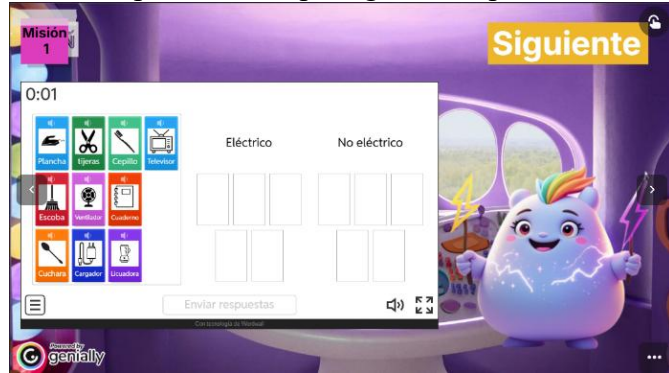 Misión
1
Siguiente
0:01
Plancha
tijeras
Cepillo
Televisor
Eléctrico
No eléctrico
Escoba
Ventilador
Cuaderno
Cuchara
Cargador
Licuadora
Enviar respuestas
Con tecnología de Wordwall
Powered by
genially